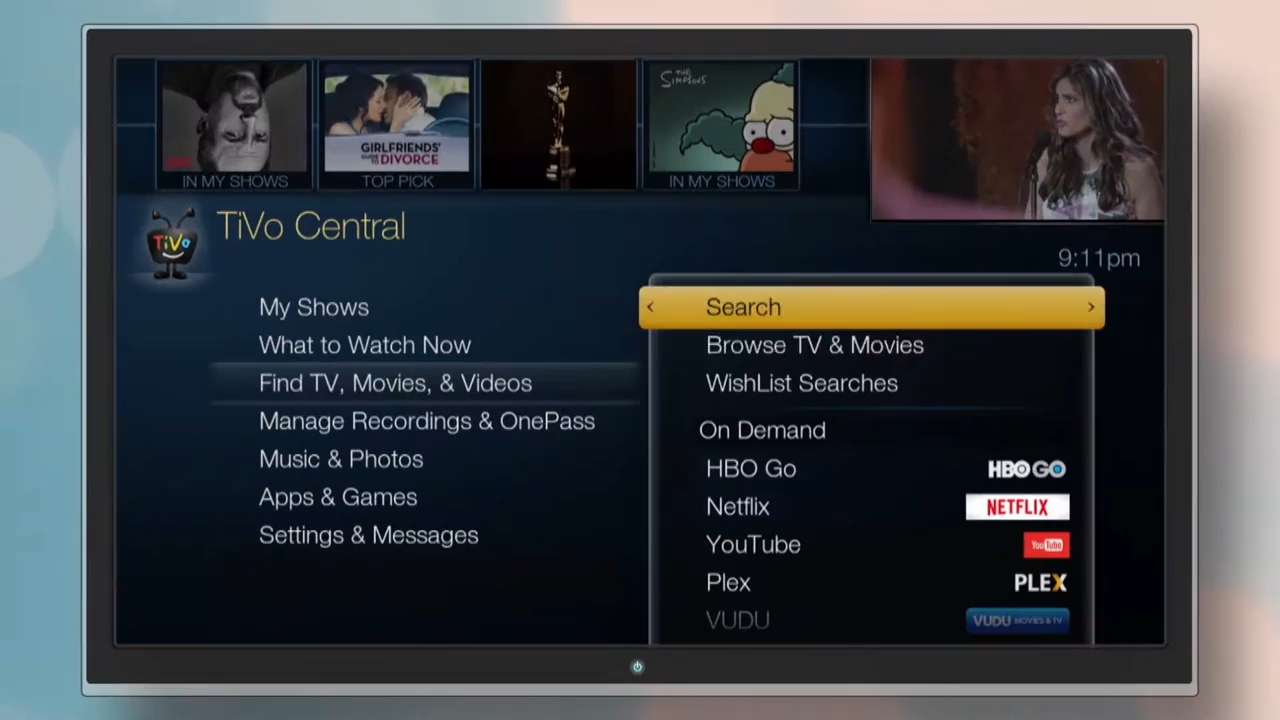 THE
SIMPSONS
GIRLFRIENDS'
GUIDE TO DIVORCE
IN MY SHOWS
TOP PICK
IN MY SHOWS
TiVo
TiVo Central
9:11pm
My Shows
What to Watch Now
Find TV, Movies, & Videos
Manage Recordings & OnePass
Music & Photos
Apps & Games
Settings & Messages
< Search >
Browse TV & Movies
WishList Searches
On Demand
HBO Go HBO GO
Netflix NETFLIX
YouTube YouTube
Plex PLEX
VUDU VUDU MOVIES & TV